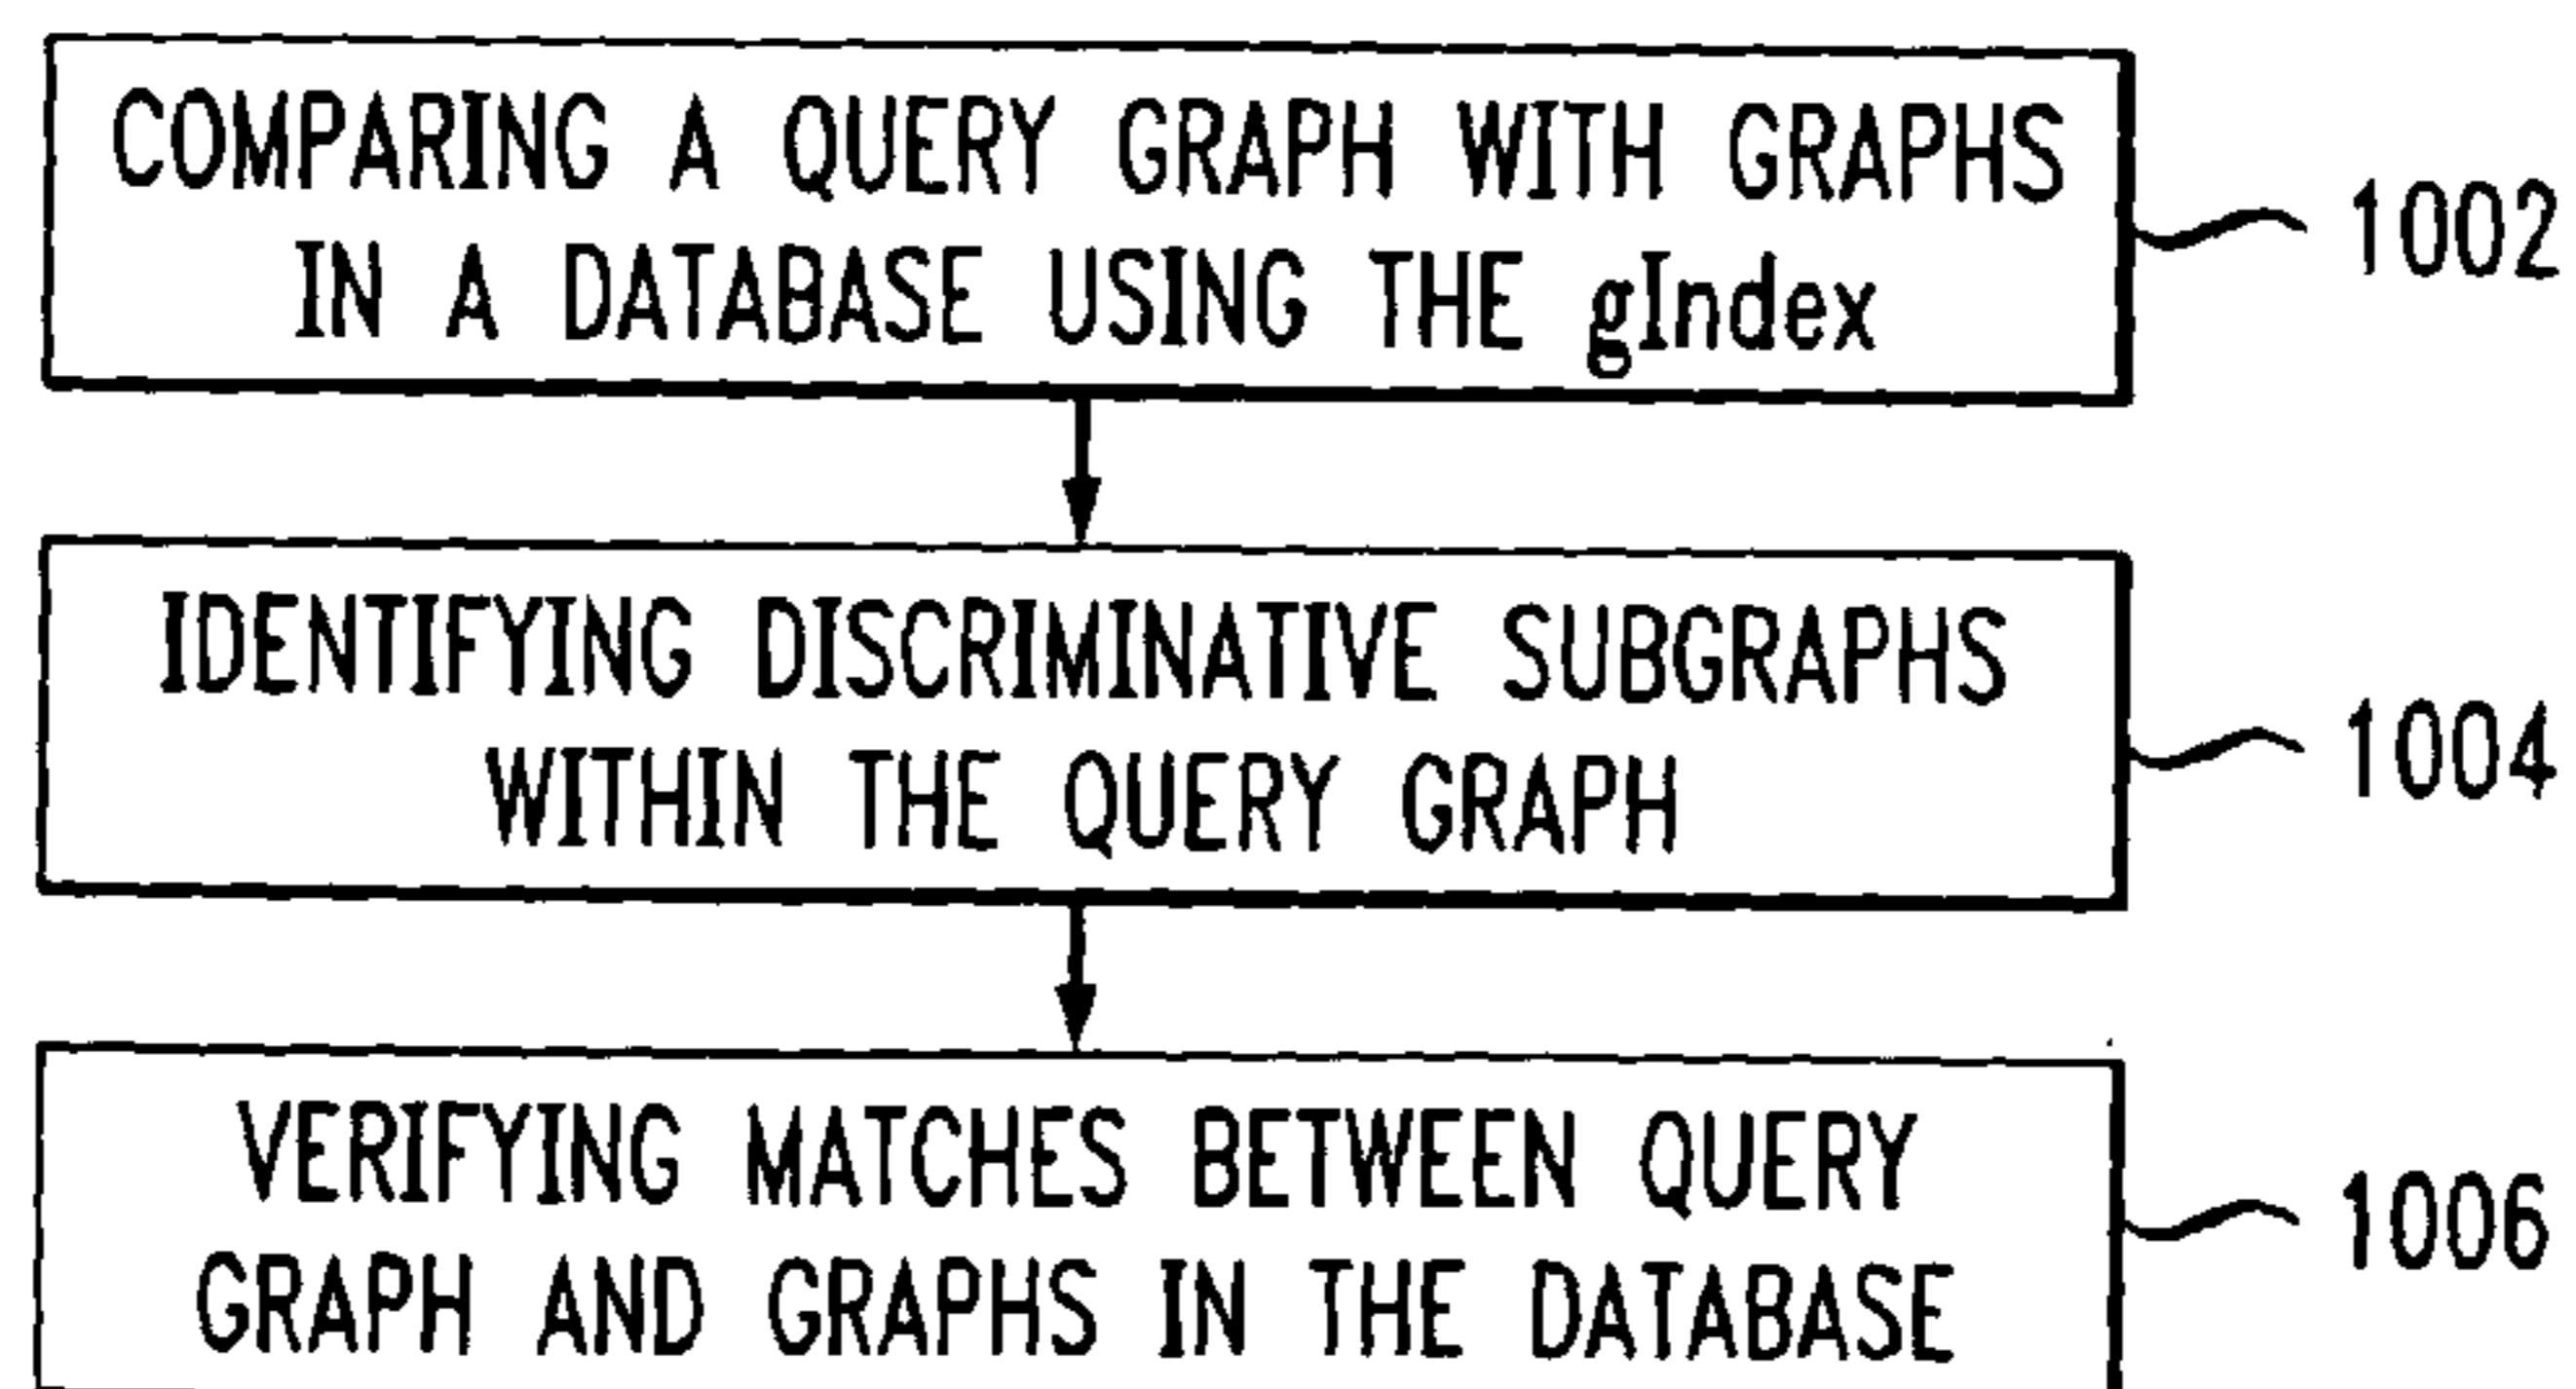 COMPARING A QUERY GRAPH WITH GRAPHS
IN A DATABASE USING THE gIndex
1002
IDENTIFYING DISCRIMINATIVE SUBGRAPHS
WITHIN THE QUERY GRAPH
1004
VERIFYING MATCHES BETWEEN QUERY
GRAPH AND GRAPHS IN THE DATABASE
1006